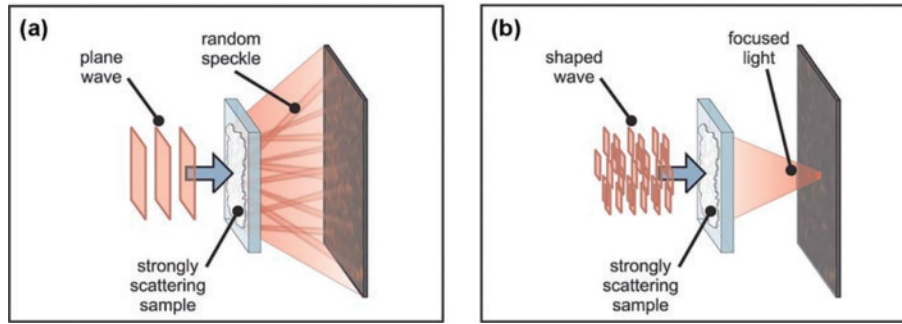 (a)
plane
wave
random
speckle
strongly
scattering
sample
(b)
shaped
wave
focused
light
strongly
scattering
sample